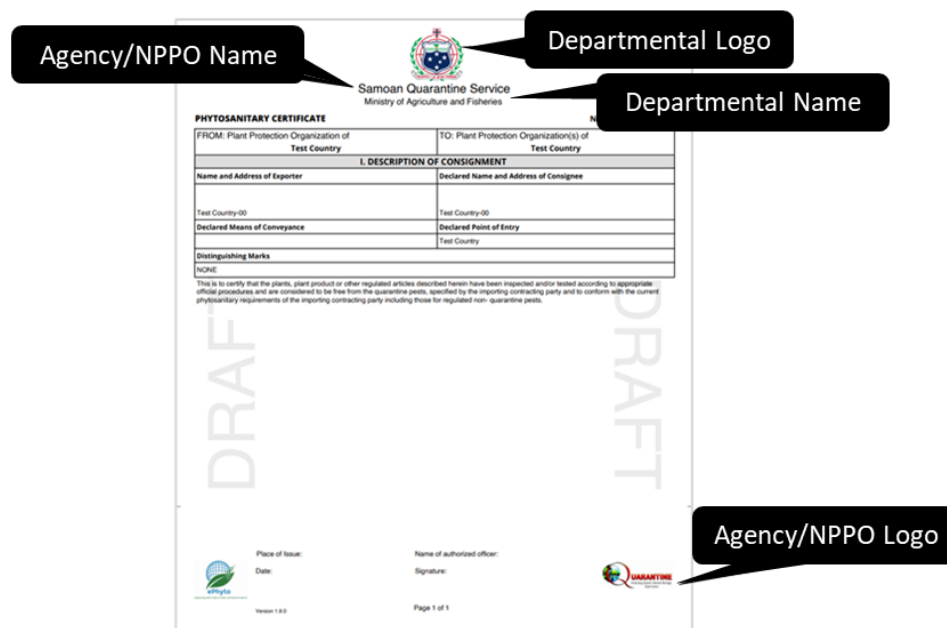 Agency/NPPO Name
Departmental Logo
Samoan Quarantine Service
Ministry of Agriculture and Fisheries
Departmental Name
PHYTOSANITARY CERTIFICATE
N
FROM: Plant Protection Organization of
TO: Plant Protection Organization(s) of
Test Country
Test Country
I. DESCRIPTION OF CONSIGNMENT
Name and Address of Exporter
Declared Name and Address of Consignee
Test Country-00
Test Country-00
Declared Means of Conveyance
Declared Point of Entry
Test Country
Distinguishing Marks
NONE
This is to certify that the plants, plant product or other regulated articles described herein have been inspected and/or tested according to appropriate
official procedures and are considered to be free from the quarantine pests, specified by the importing contracting party and to conform with the current
phytosanitary requirements of the importing contracting party including those for regulated non- quarantine pests.
DRAFT
DRAFT
Agency/NPPO Logo
Place of Issue:
Name of authorized officer:
Date:
Signature:
ePhyto
QUARANTINE
Version 1.8.0
Page 1 of 1